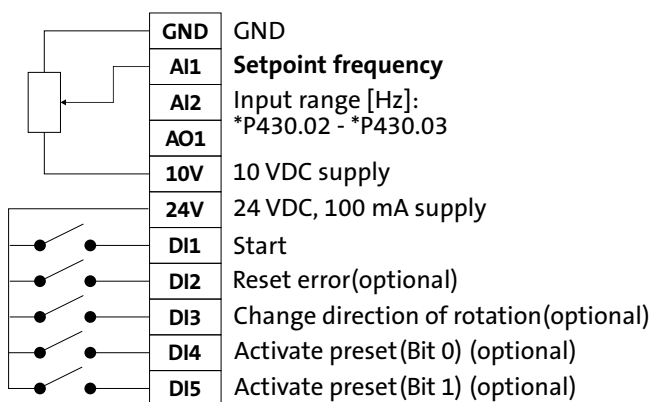 GND GND
AI1 Setpoint frequency
AI2 Input range [Hz]:
*P430.02 - *P430.03
AO1
10V 10 VDC supply
24V 24 VDC, 100 mA supply
DI1 Start
DI2 Reset error(optional)
DI3 Change direction of rotation(optional)
DI4 Activate preset(Bit 0) (optional)
DI5 Activate preset(Bit 1) (optional)